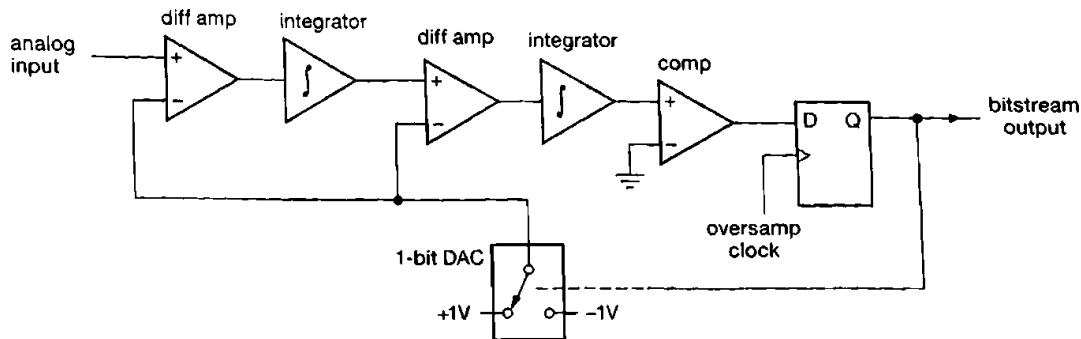 diff amp
integrator
diff amp
integrator
analog
input
comp
bitstream
output
+
−
∫
+
−
∫
+
−
D Q
oversamp
clock
1-bit DAC
+1V
−1V